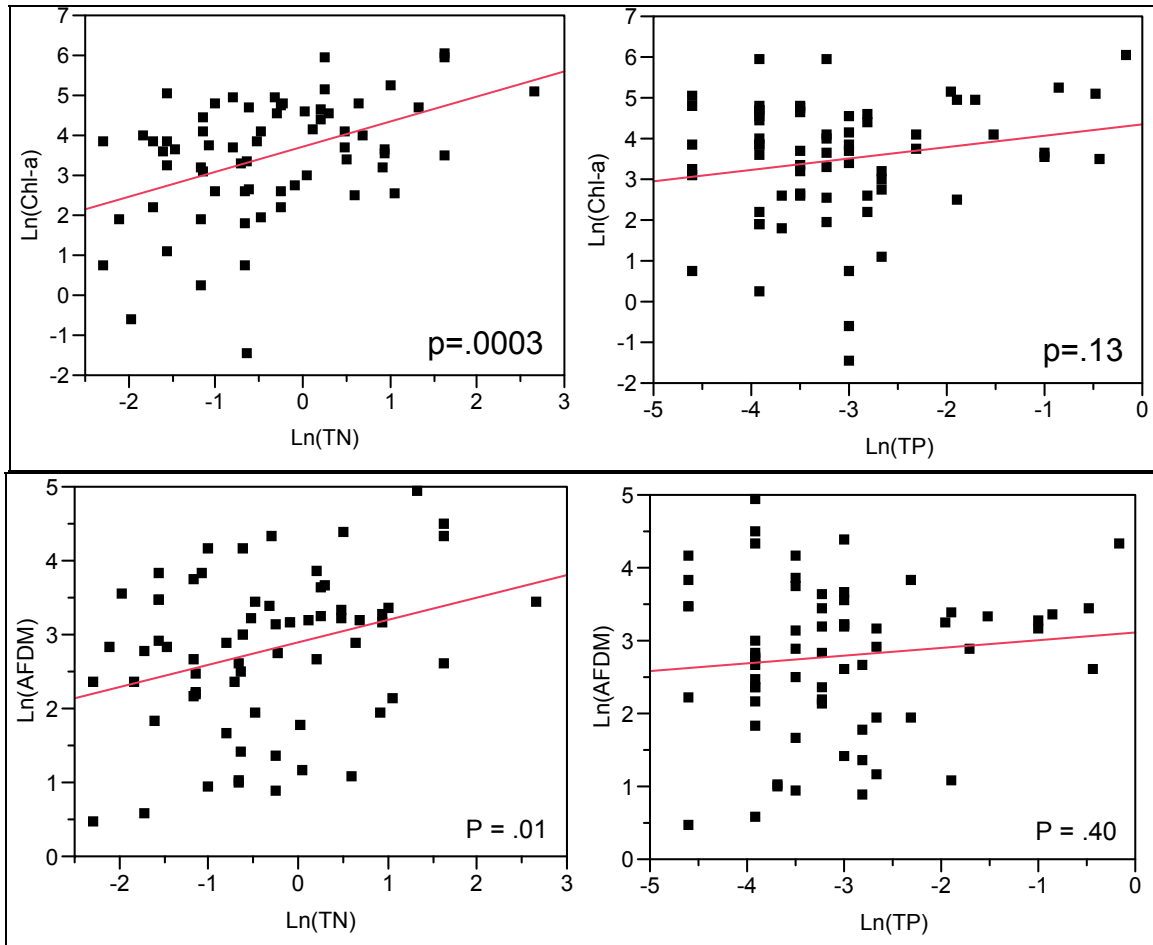 7
6
5
4
3
2
1
0
-1
-2
Ln(Chl-a)
p=.0003
-2 -1 0 1 2 3
Ln(TN)
7
6
5
4
3
2
1
0
-1
-2
Ln(Chl-a)
p=.13
-5 -4 -3 -2 -1 0
Ln(TP)
5
4
3
2
1
0
Ln(AFDM)
P = .01
-2 -1 0 1 2 3
Ln(TN)
5
4
3
2
1
0
Ln(AFDM)
P = .40
-5 -4 -3 -2 -1 0
Ln(TP)